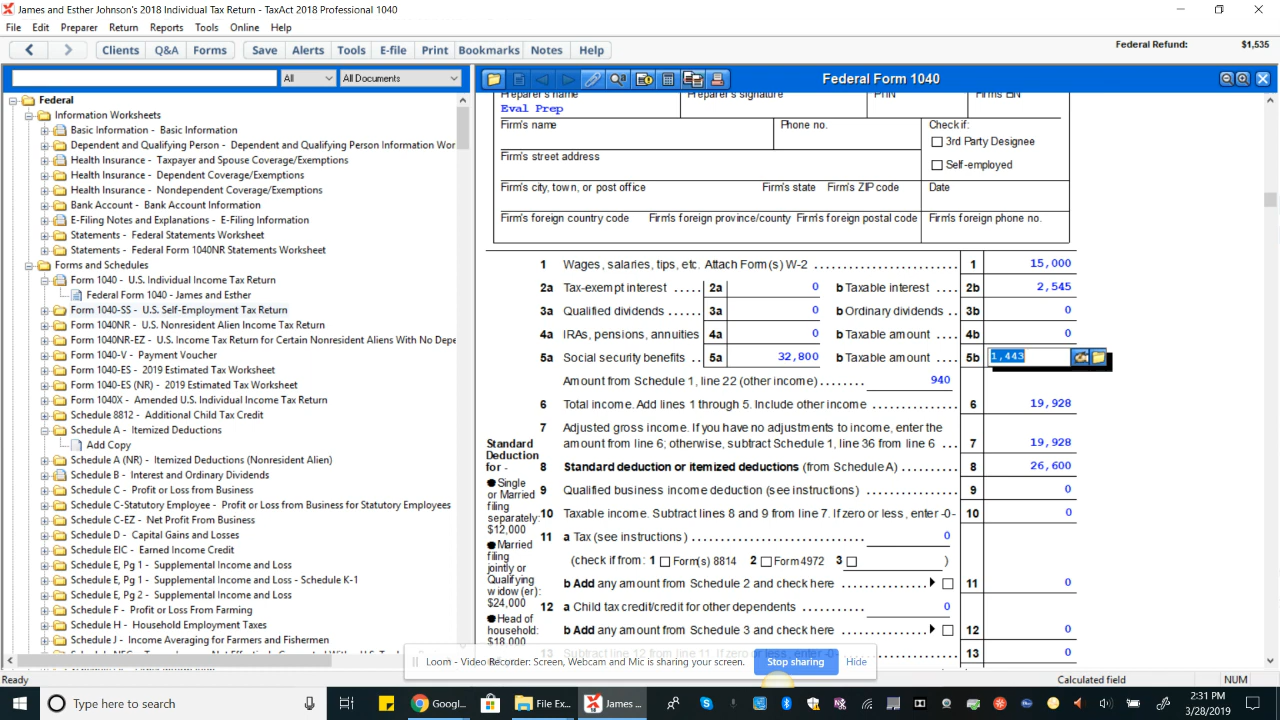 James and Esther Johnson's 2018 Individual Tax Return - TaxAct 2018 Professional 1040
File Edit Preparer Return Reports Tools Online Help
Clients Q&A Forms Save Alerts Tools E-file Print Bookmarks Notes Help
Federal Refund: $1,535
All All Documents
Federal Form 1040
Federal
Information Worksheets
Basic Information - Basic Information
Dependent and Qualifying Person - Dependent and Qualifying Person Information Wor
Health Insurance - Taxpayer and Spouse Coverage/Exemptions
Health Insurance - Dependent Coverage/Exemptions
Health Insurance - Nondependent Coverage/Exemptions
Bank Account - Bank Account Information
E-Filing Notes and Explanations - E-Filing Information
Statements - Federal Statements Worksheet
Statements - Federal Form 1040NR Statements Worksheet
Forms and Schedules
Form 1040 - U.S. Individual Income Tax Return
Federal Form 1040 - James and Esther
Form 1040-SS - U.S. Self-Employment Tax Return
Form 1040NR - U.S. Nonresident Alien Income Tax Return
Form 1040NR-EZ - U.S. Income Tax Return for Certain Nonresident Aliens With No Depe
Form 1040-V - Payment Voucher
Form 1040-ES - 2019 Estimated Tax Worksheet
Form 1040-ES (NR) - 2019 Estimated Tax Worksheet
Form 1040X - Amended U.S. Individual Income Tax Return
Schedule 8812 - Additional Child Tax Credit
Schedule A - Itemized Deductions
Add Copy
Schedule A (NR) - Itemized Deductions (Nonresident Alien)
Schedule B - Interest and Ordinary Dividends
Schedule C - Profit or Loss from Business
Schedule C-Statutory Employee - Profit or Loss from Business for Statutory Employees
Schedule C-EZ - Net Profit From Business
Schedule D - Capital Gains and Losses
Schedule EIC - Earned Income Credit
Schedule E, Pg 1 - Supplemental Income and Loss
Schedule E, Pg 1 - Supplemental Income and Loss - Schedule K-1
Schedule E, Pg 2 - Supplemental Income and Loss
Schedule F - Profit or Loss From Farming
Schedule H - Household Employment Taxes
Schedule J - Income Averaging for Farmers and Fishermen
Preparer's name Preparer's signature PTIN Firm's EIN
Eval Prep
Firm's name Phone no. Check if:
3rd Party Designee
Firm's street address Self-employed
Firm's city, town, or post office Firm's state Firm's ZIP code Date
Firm's foreign country code Firm's foreign province/county Firm's foreign postal code Firm's foreign phone no.
1 Wages, salaries, tips, etc. Attach Form(s) W-2 1 15,000
2a Tax-exempt interest ..... 2a 0 b Taxable interest .... 2b 2,545
3a Qualified dividends ..... 3a 0 b Ordinary dividends . 3b 0
4a IRAs, pensions, annuities 4a 0 b Taxable amount .... 4b 0
5a Social security benefits .. 5a 32,800 b Taxable amount .... 5b 1,443
Amount from Schedule 1, line 22 (other income) ........ 940
6 Total income. Add lines 1 through 5. Include other income 6 19,928
7 Adjusted gross income. If you have no adjustments to income, enter the
amount from line 6; otherwise, subtract Schedule 1, line 36 from line 6 ... 7 19,928
8 Standard deduction or itemized deductions (from Schedule A) ......... 8 26,600
9 Qualified business income deduction (see instructions) 9 0
10 Taxable income. Subtract lines 8 and 9 from line 7. If zero or less, enter -0- 10 0
11 a Tax (see instructions) 0
(check if from: 1 Form(s) 8814 2 Form 4972 3 )
b Add any amount from Schedule 2 and check here 11 0
12 a Child tax credit/credit for other dependents 0
b Add any amount from Schedule 3 and check here 12 0
13 Subtract line 12 from line 11. If zero or less, enter -0- 13 0
Standard
Deduction
for -
Single
or Married
filing
separately:
$12,000
Married
filing
jointly or
Qualifying
widow(er):
$24,000
Head of
household:
$18,000
Loom - Video Recorder: Screen, Webcam and Mic is sharing your screen. Stop sharing Hide
Ready Calculated field NUM
Type here to search
Googl... File Ex... James ...
2:31 PM
3/28/2019